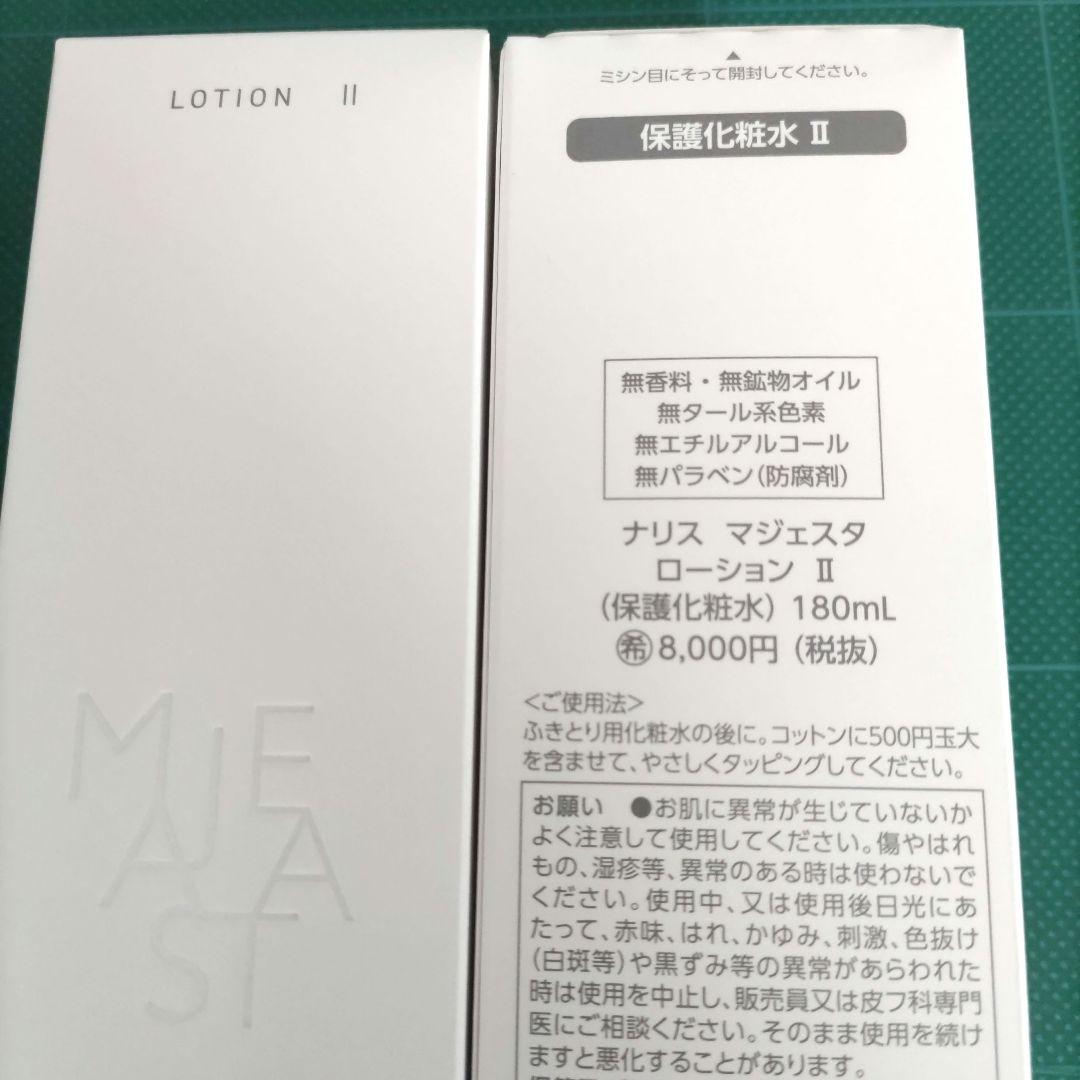 LOTION II
MAJESTA
ミシン目にそって開封してください。
保護化粧水 Ⅱ
無香料・無鉱物オイル
無タール系色素
無エチルアルコール
無パラベン(防腐剤)
ナリス マジェスタ
ローション Ⅱ
(保護化粧水) 180mL
㊒8,000円 (税抜)
<ご使用法>
ふきとり用化粧水の後に。コットンに500円玉大
を含ませて、やさしくタッピングしてください。
お願い ●お肌に異常が生じていないか
よく注意して使用してください。傷やはれ
もの、湿疹等、異常のある時は使わないで
ください。使用中、又は使用後日光にあ
たって、赤味、はれ、かゆみ、刺激、色抜け
(白斑等)や黒ずみ等の異常があらわれた
時は使用を中止し、販売員又は皮フ科専門
医にご相談ください。そのまま使用を続け
ますと悪化することがあります。